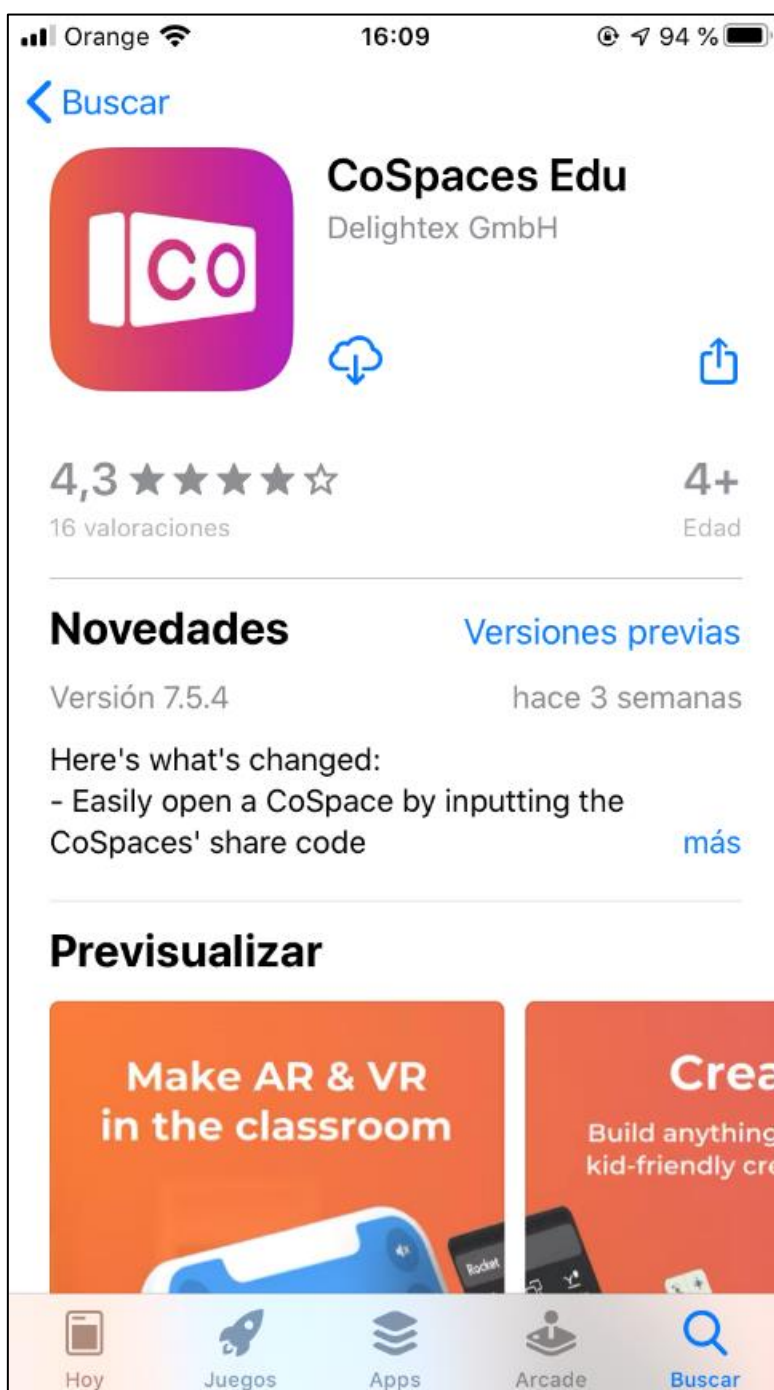 Orange 16:09 94 %
Buscar
CO
CoSpaces Edu
Delightex GmbH
4,3
4+
16 valoraciones
Edad
Novedades
Versiones previas
Versión 7.5.4
hace 3 semanas
Here's what's changed:
- Easily open a CoSpace by inputting the
CoSpaces' share code
más
Previsualizar
Make AR & VR
in the classroom
Crea
Build anything
kid-friendly cre
Rocket
Hoy
Juegos
Apps
Arcade
Buscar